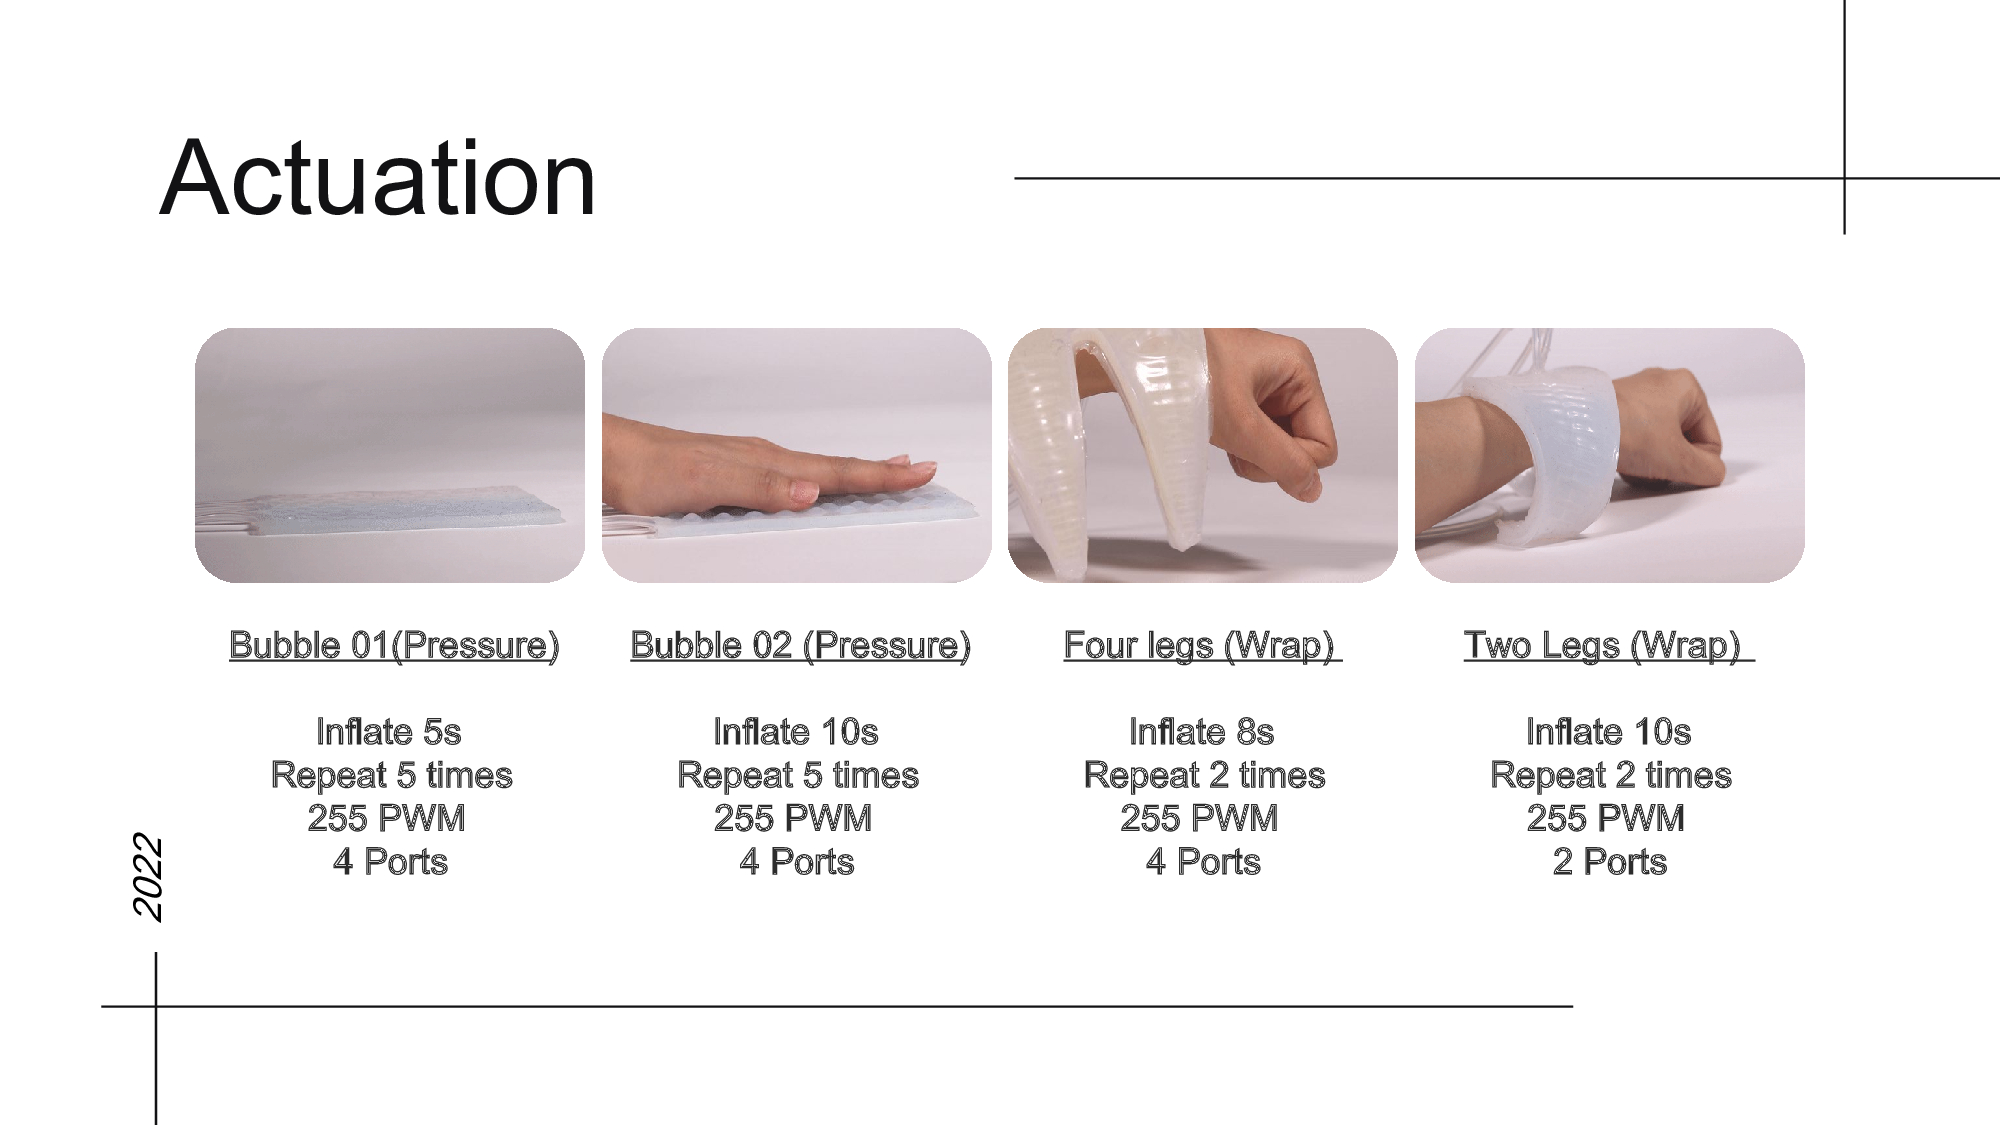 Actuation
Bubble 01(Pressure)
Inflate 5s
Repeat 5 times
255 PWM
4 Ports
Bubble 02 (Pressure)
Inflate 10s
Repeat 5 times
255 PWM
4 Ports
Four legs (Wrap)
Inflate 8s
Repeat 2 times
255 PWM
4 Ports
Two Legs (Wrap)
Inflate 10s
Repeat 2 times
255 PWM
2 Ports
2022